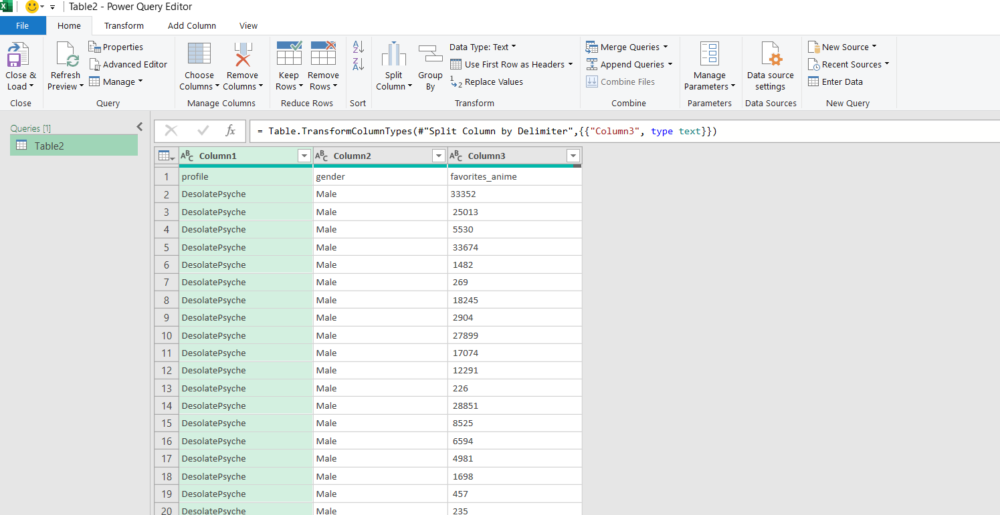 Table2 - Power Query Editor
File Home Transform Add Column View
Close & Load
Refresh Preview
Properties
Advanced Editor
Manage
Choose Columns
Remove Columns
Keep Rows
Remove Rows
A Z
Z A
Split Column
Group By
Data Type: Text
Use First Row as Headers
1 2 Replace Values
Merge Queries
Append Queries
Combine Files
Manage Parameters
Data source settings
New Source
Recent Sources
Enter Data
Close Query Manage Columns Reduce Rows Sort Transform Combine Parameters Data Sources New Query
Queries [1]
Table2
fx = Table.TransformColumnTypes(#"Split Column by Delimiter",{{"Column3", type text}})
ABC Column1 ABC Column2 ABC Column3
1 profile gender favorites_anime
2 DesolatePsyche Male 33352
3 DesolatePsyche Male 25013
4 DesolatePsyche Male 5530
5 DesolatePsyche Male 33674
6 DesolatePsyche Male 1482
7 DesolatePsyche Male 269
8 DesolatePsyche Male 18245
9 DesolatePsyche Male 2904
10 DesolatePsyche Male 27899
11 DesolatePsyche Male 17074
12 DesolatePsyche Male 12291
13 DesolatePsyche Male 226
14 DesolatePsyche Male 28851
15 DesolatePsyche Male 8525
16 DesolatePsyche Male 6594
17 DesolatePsyche Male 4981
18 DesolatePsyche Male 1698
19 DesolatePsyche Male 457
20 DesolatePsyche Male 235